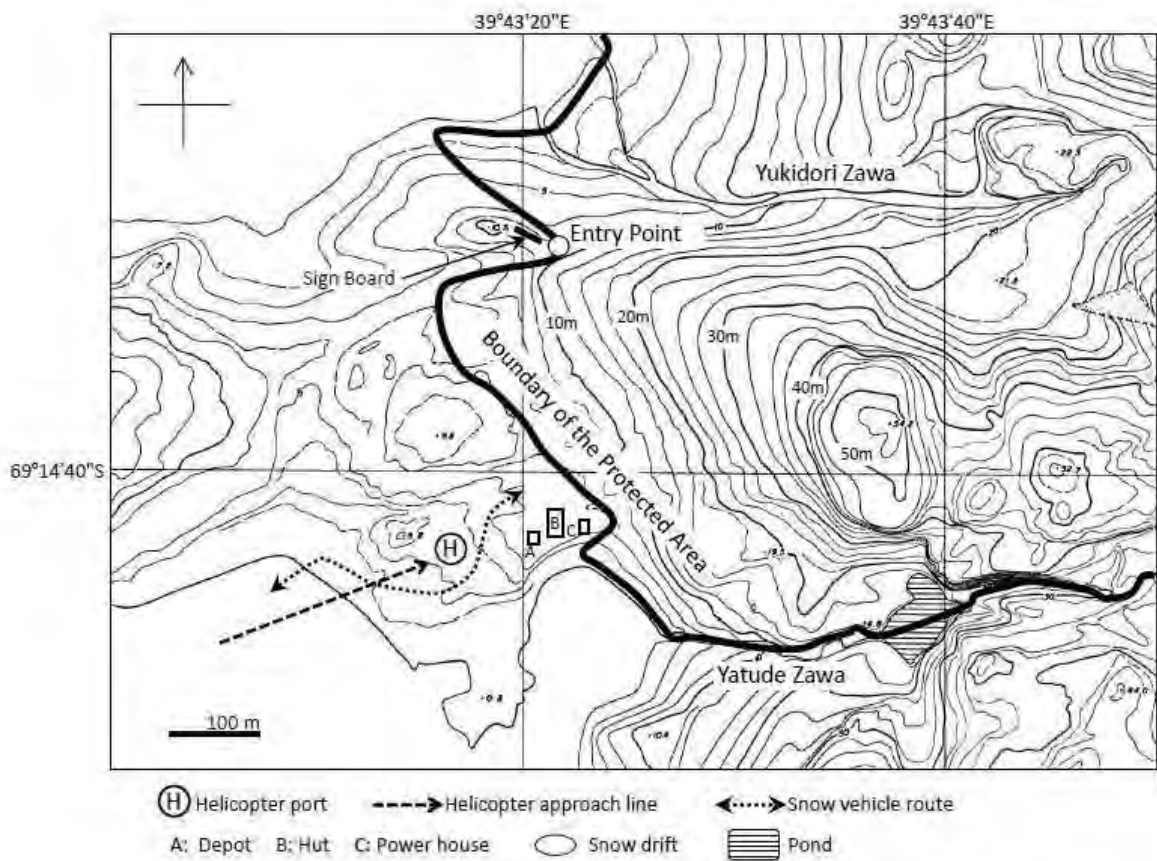 39°43'20"E
39°43'40"E
Yukidori Zawa
Entry Point
Sign Board
10m
20m
30m
40m
50m
Boundary of the Protected Area
69°14'40"S
H
A
B
C
Yatude Zawa
100 m
H Helicopter port
Helicopter approach line
Snow vehicle route
A: Depot
B: Hut
C: Power house
Snow drift
Pond